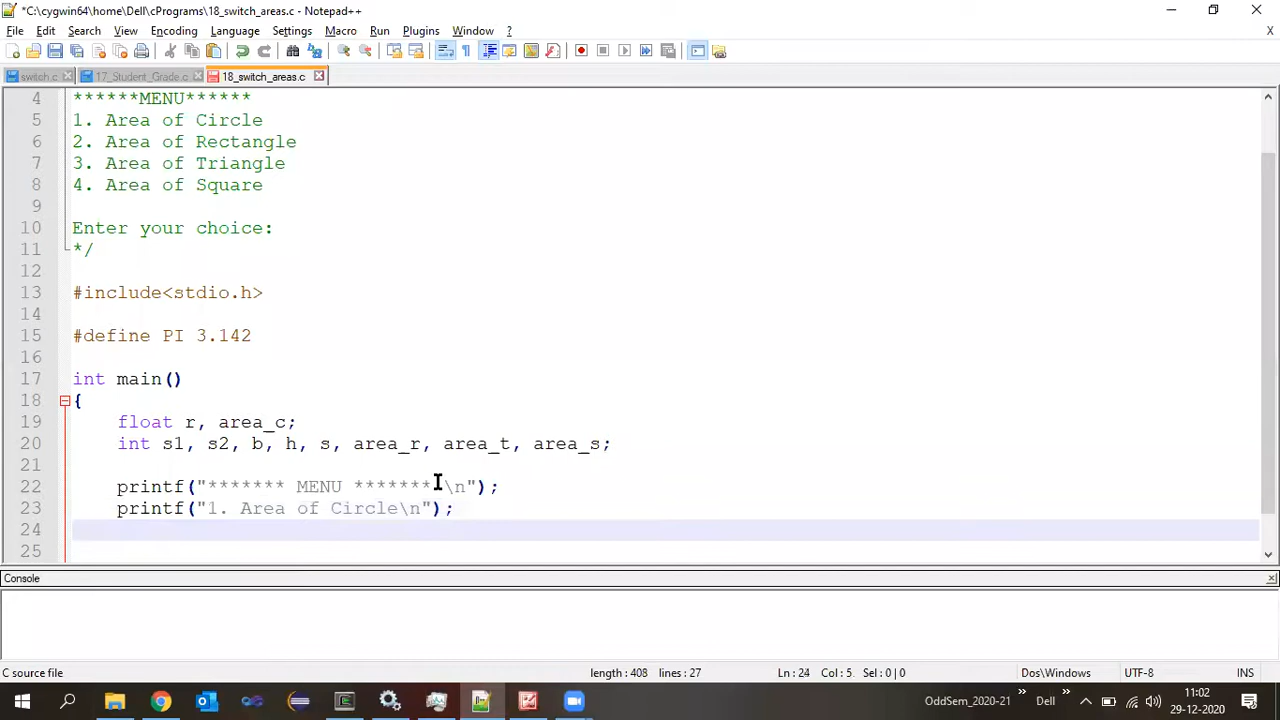 *C:\cygwin64\home\Dell\cPrograms\18_switch_areas.c - Notepad++
File Edit Search View Encoding Language Settings Macro Run Plugins Window ? X
switch.c 17_Student_Grade.c 18_switch_areas.c
4 ******MENU******
5 1. Area of Circle
6 2. Area of Rectangle
7 3. Area of Triangle
8 4. Area of Square
9
10 Enter your choice:
11 */
12
13 #include<stdio.h>
14
15 #define PI 3.142
16
17 int main()
18 {
19 float r, area_c;
20 int s1, s2, b, h, s, area_r, area_t, area_s;
21
22 printf("******* MENU *******\n");
23 printf("1. Area of Circle\n");
24
25
Console
C source file length : 408 lines : 27 Ln : 24 Col : 5 Sel : 0 | 0 Dos\Windows UTF-8 INS
OddSem_2020-21 Dell 11:02
29-12-2020